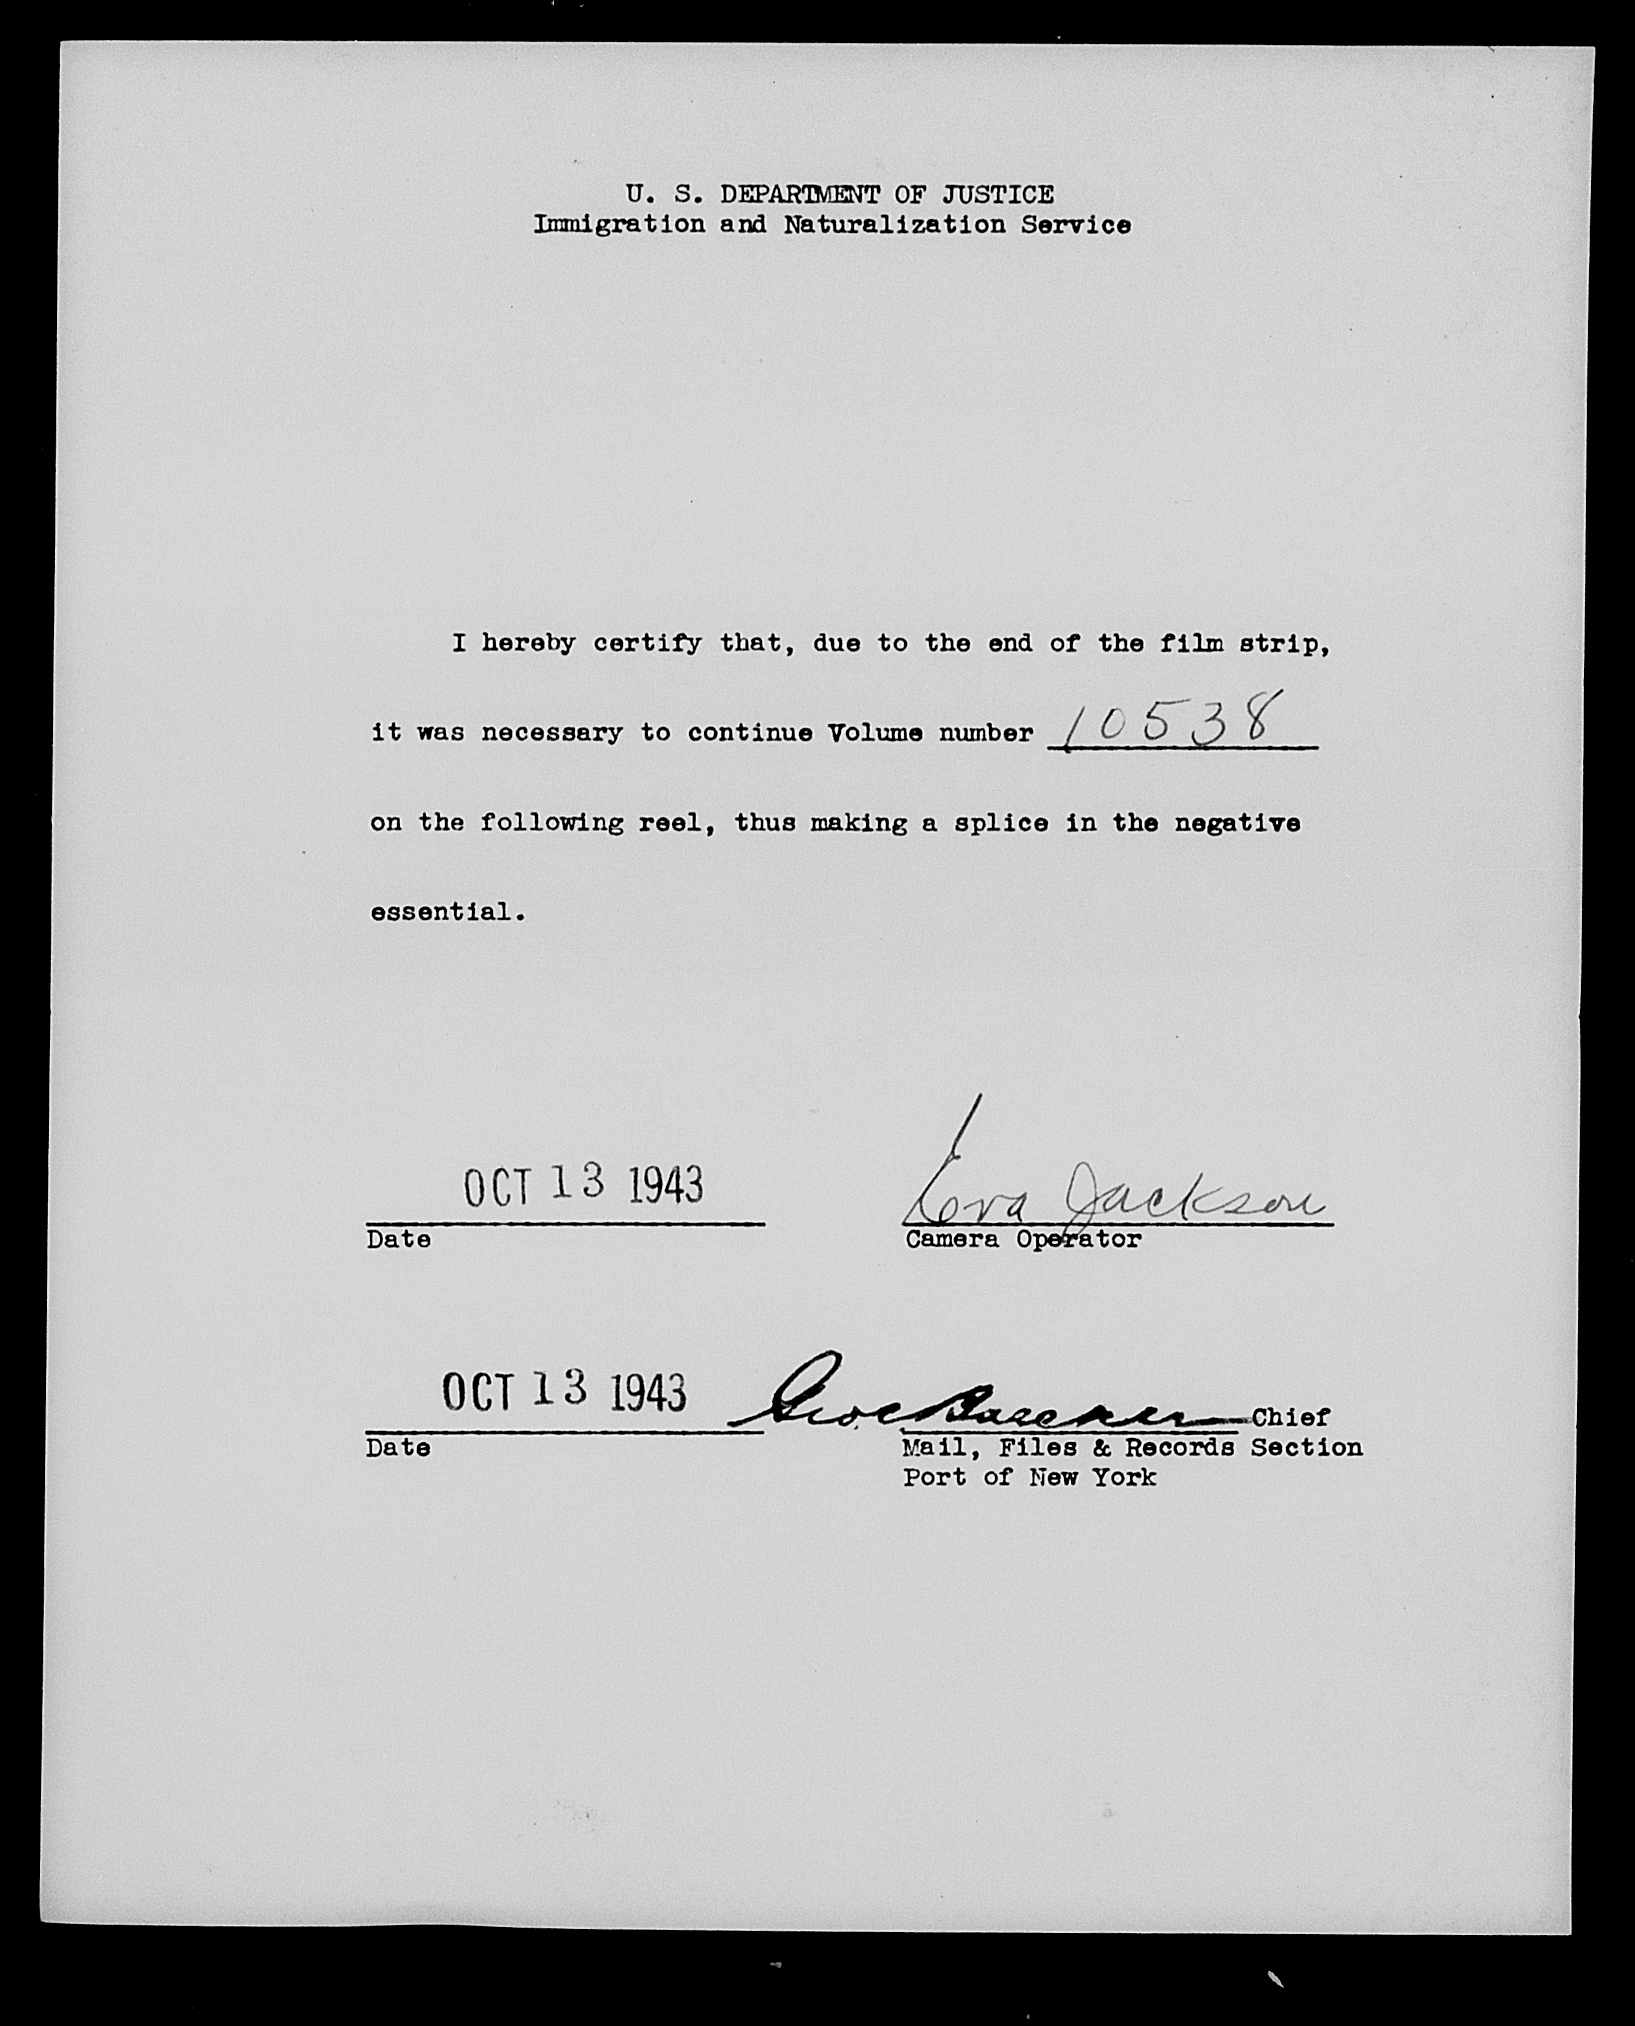 U. S. DEPARTMENT OF JUSTICE
Immigration and Naturalization Service
I hereby certify that, due to the end of the film strip,
it was necessary to continue Volume number 10538
on the following reel, thus making a splice in the negative
essential.
OCT 13 1943 Eva Jackson
Date Camera Operator
OCT 13 1943 Chief
Date Mail, Files & Records Section
Port of New York